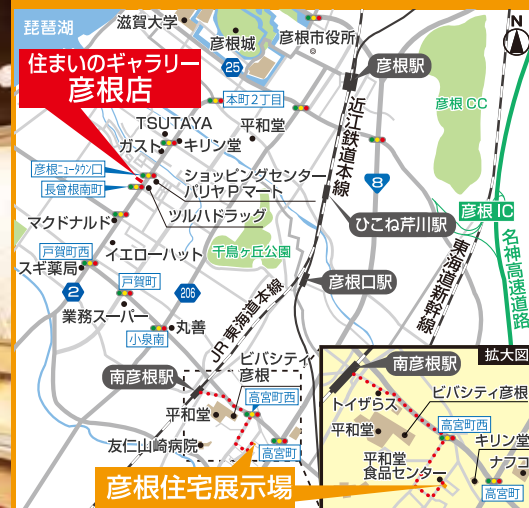 琵琶湖
滋賀大学
彦根城
彦根市役所
N
25
彦根駅
住まいのギャラリー
彦根店
本町2丁目
彦根CC
TSUTAYA
平和堂
近江鉄道本線
ガスト
キリン堂
8
彦根ニュータウン口
ショッピングセンター
パリヤPマート
長曽根南町
ツルハドラッグ
彦根IC
マクドナルド
ひこね芹川駅
名神高速道路
戸賀町西
イエローハット
千鳥ヶ丘公園
東海道新幹線
スギ薬局
戸賀町
彦根口駅
2
206
業務スーパー
丸善
小泉南
JR東海道本線
南彦根駅
ビバシティ
彦根
高宮町西
平和堂
友仁山崎病院
高宮町
彦根住宅展示場
拡大図
南彦根駅
トイザらス
ビバシティ彦根
平和堂
高宮町西
キリン堂
平和堂
食品センター
ナフコ
高宮町